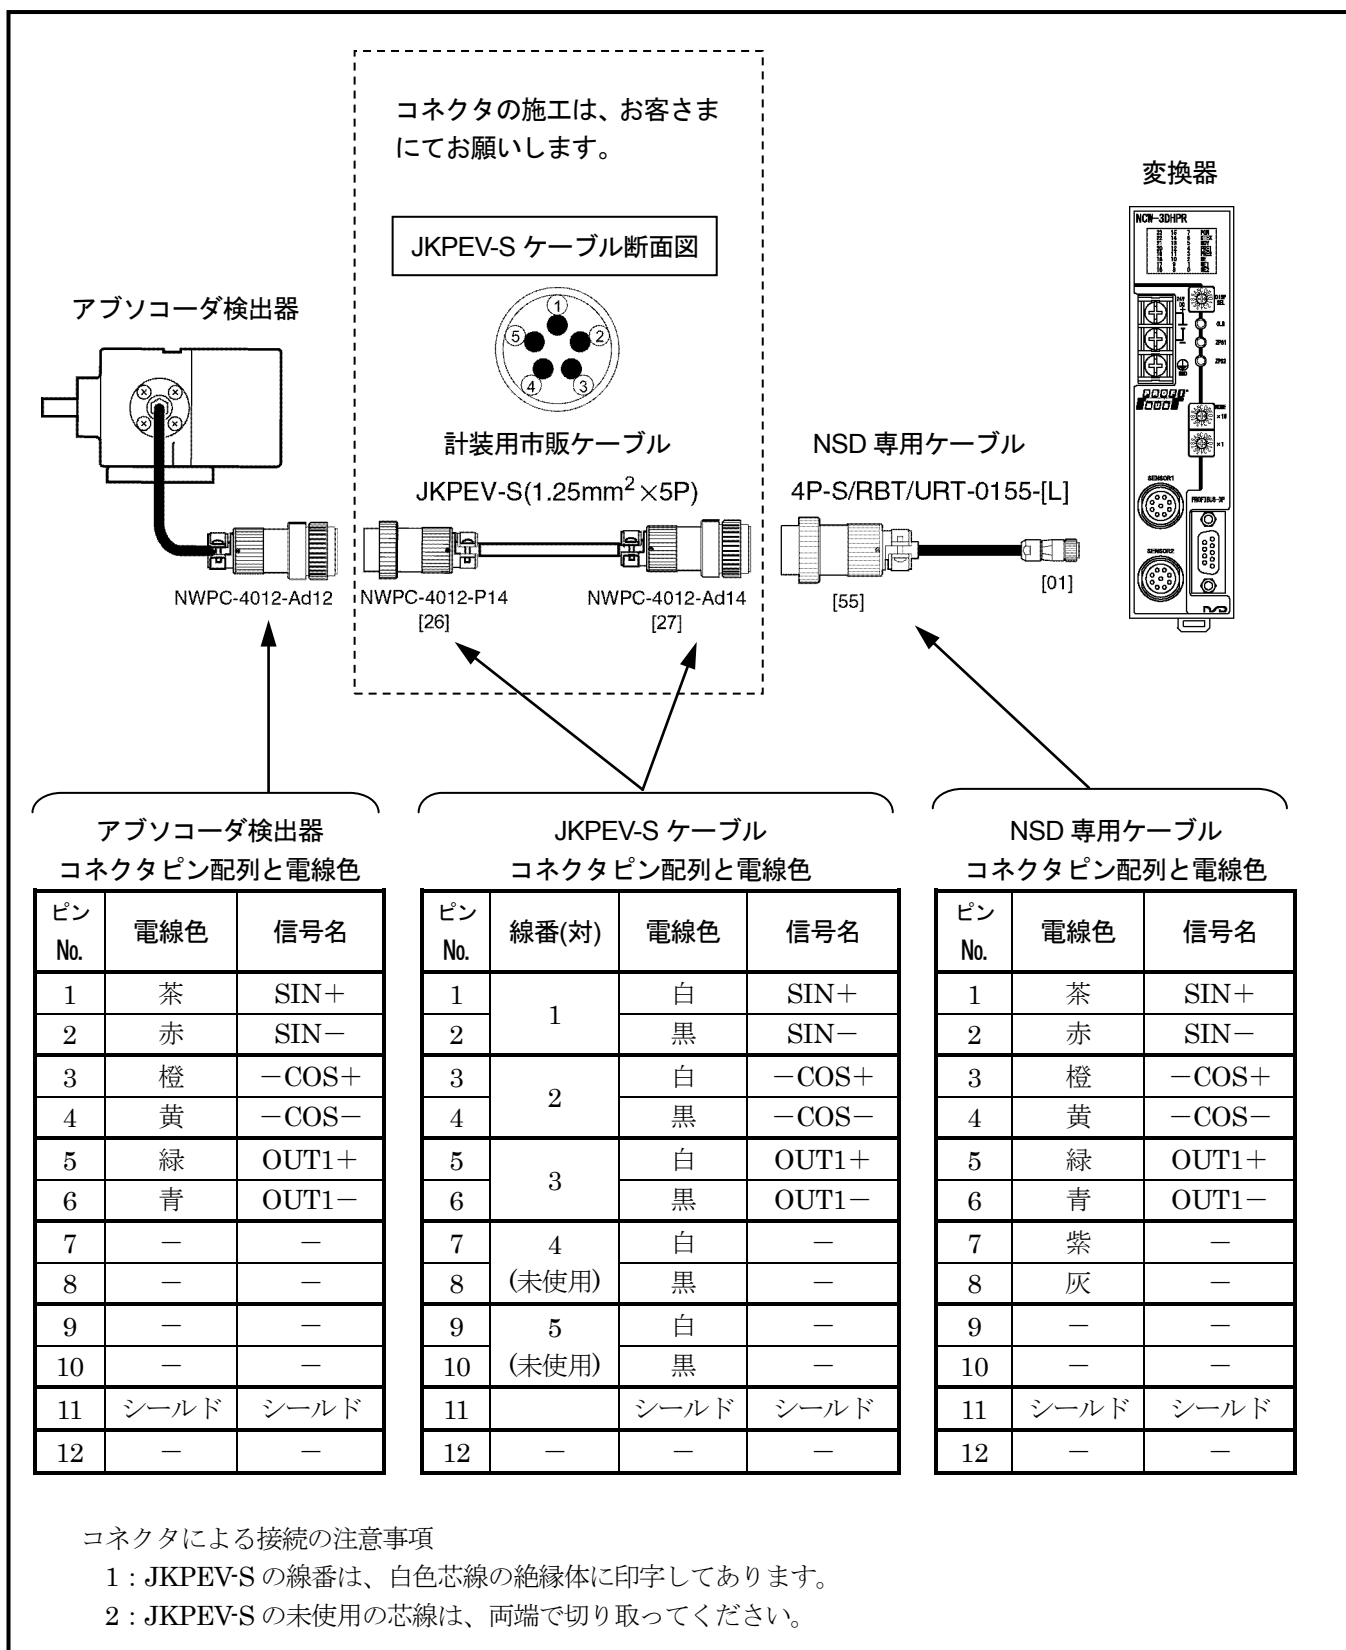 コネクタの施工は、お客さま
にてお願いします。
変換器
NCW-3DHPR
JKPEV-S ケーブル断面図
アブソコーダ検出器
1
5
2
4
3
SENSOR1
PROFIBUS-DP
SENSOR2
NSD
計装用市販ケーブル
NSD 専用ケーブル
JKPEV-S(1.25mm²×5P)
4P-S/RBT/URT-0155-[L]
NWPC-4012-Ad12
NWPC-4012-P14
NWPC-4012-Ad14
[26]
[27]
[55]
[01]
アブソコーダ検出器
コネクタピン配列と電線色
ピンNo. 電線色 信号名
1 茶 SIN+
2 赤 SIN−
3 橙 −COS+
4 黄 −COS−
5 緑 OUT1+
6 青 OUT1−
7 − −
8 − −
9 − −
10 − −
11 シールド シールド
12 − −
JKPEV-S ケーブル
コネクタピン配列と電線色
ピンNo. 線番(対) 電線色 信号名
1 1 白 SIN+
2 黒 SIN−
3 2 白 −COS+
4 黒 −COS−
5 3 白 OUT1+
6 黒 OUT1−
7 4 白 −
8 (未使用) 黒 −
9 5 白 −
10 (未使用) 黒 −
11 シールド シールド
12 − − −
NSD 専用ケーブル
コネクタピン配列と電線色
ピンNo. 電線色 信号名
1 茶 SIN+
2 赤 SIN−
3 橙 −COS+
4 黄 −COS−
5 緑 OUT1+
6 青 OUT1−
7 紫 −
8 灰 −
9 − −
10 − −
11 シールド シールド
12 − −
コネクタによる接続の注意事項
1：JKPEV-S の線番は、白色芯線の絶縁体に印字してあります。
2：JKPEV-S の未使用の芯線は、両端で切り取ってください。